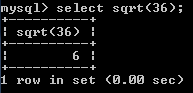 mysql> select sqrt(36);
+----------+
| sqrt(36) |
+----------+
|        6 |
+----------+
1 row in set (0.00 sec)